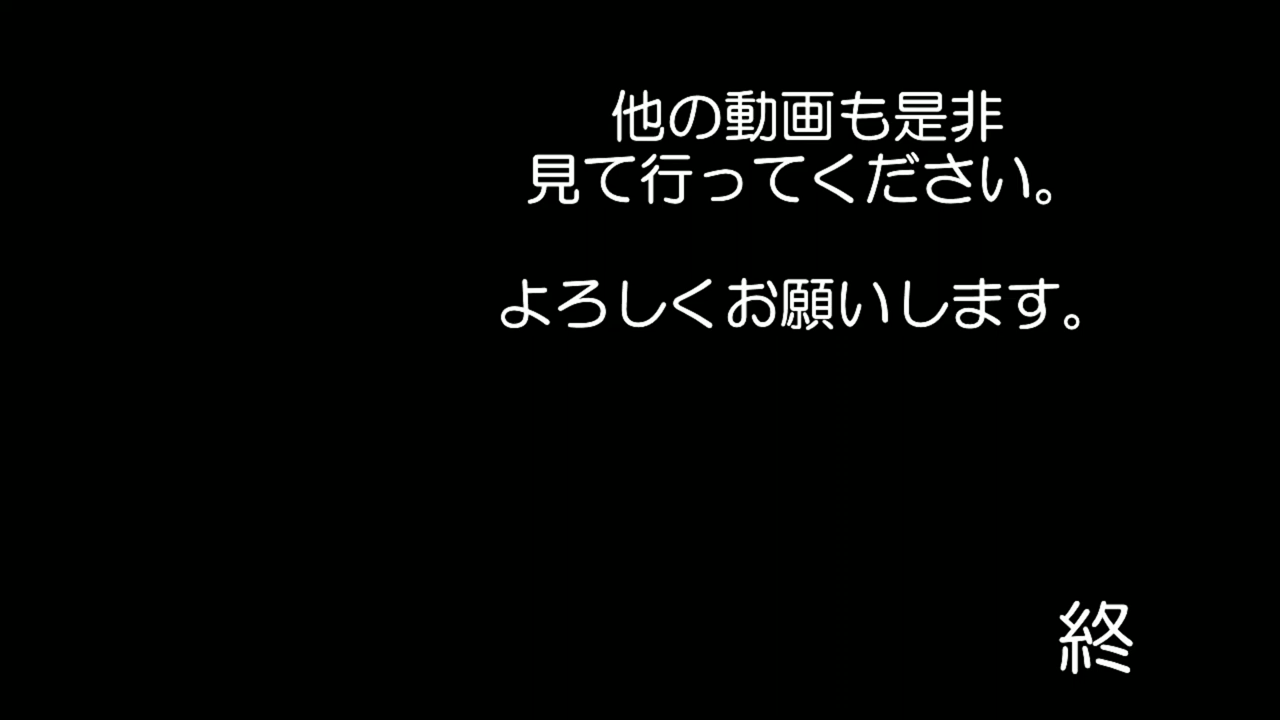 他の動画も是非
見て行ってください。
よろしくお願いします。
終